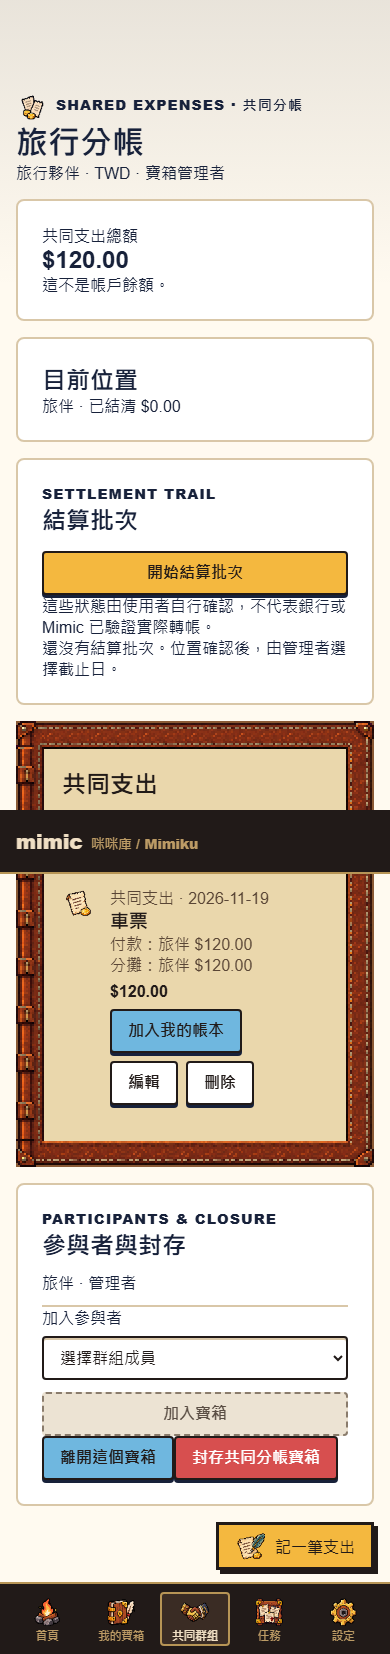 SHARED EXPENSES · 共同分帳
旅行分帳
旅行夥伴 · TWD · 寶箱管理者
共同支出總額
$120.00
這不是帳戶餘額。
目前位置
旅伴 · 已結清 $0.00
SETTLEMENT TRAIL
結算批次
開始結算批次
這些狀態由使用者自行確認，不代表銀行或
Mimic 已驗證實際轉帳。
還沒有結算批次。位置確認後，由管理者選
擇截止日。
共同支出
mimic 咪咪庫 / Mimiku
共同支出 · 2026-11-19
車票
付款：旅伴 $120.00
分攤：旅伴 $120.00
$120.00
加入我的帳本
編輯 刪除
PARTICIPANTS & CLOSURE
參與者與封存
旅伴 · 管理者
加入參與者
選擇群組成員
加入寶箱
離開這個寶箱 封存共同分帳寶箱
記一筆支出
首頁 我的寶箱 共同群組 任務 設定